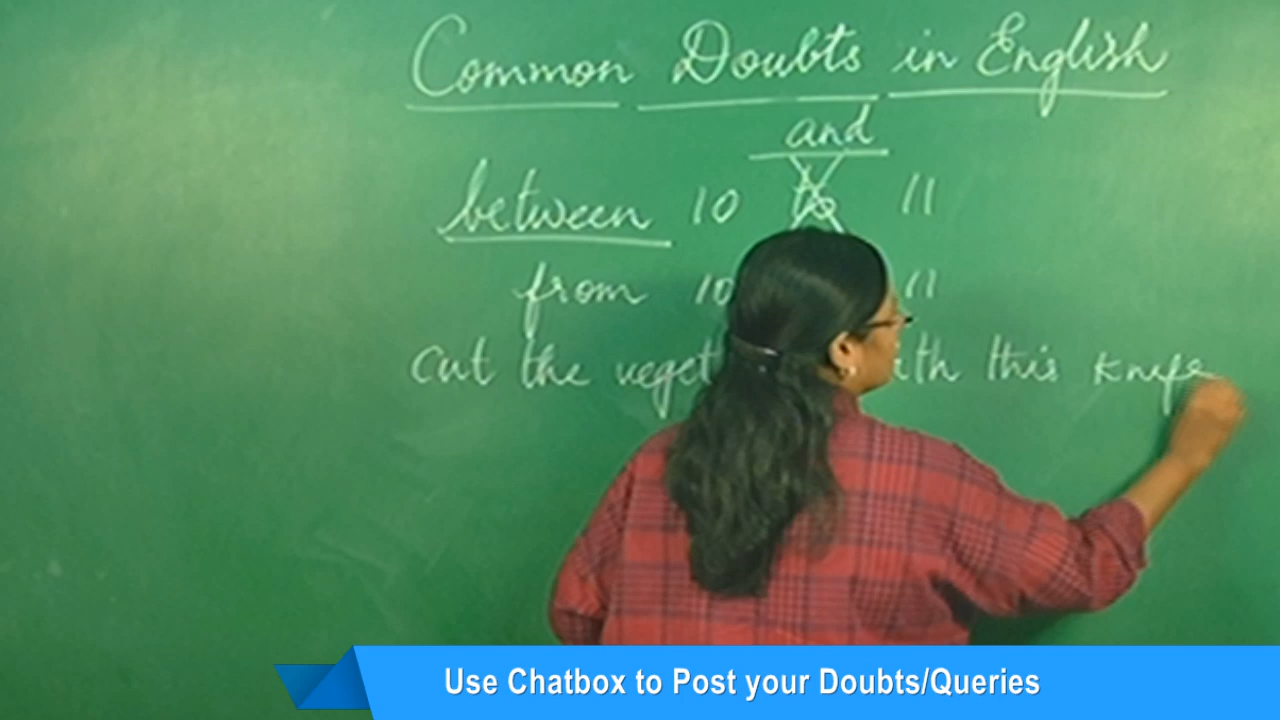 Common Doubts in English
and
between 10 to 11
from 10 11
cut the this knife
Use Chatbox to Post your Doubts/Queries